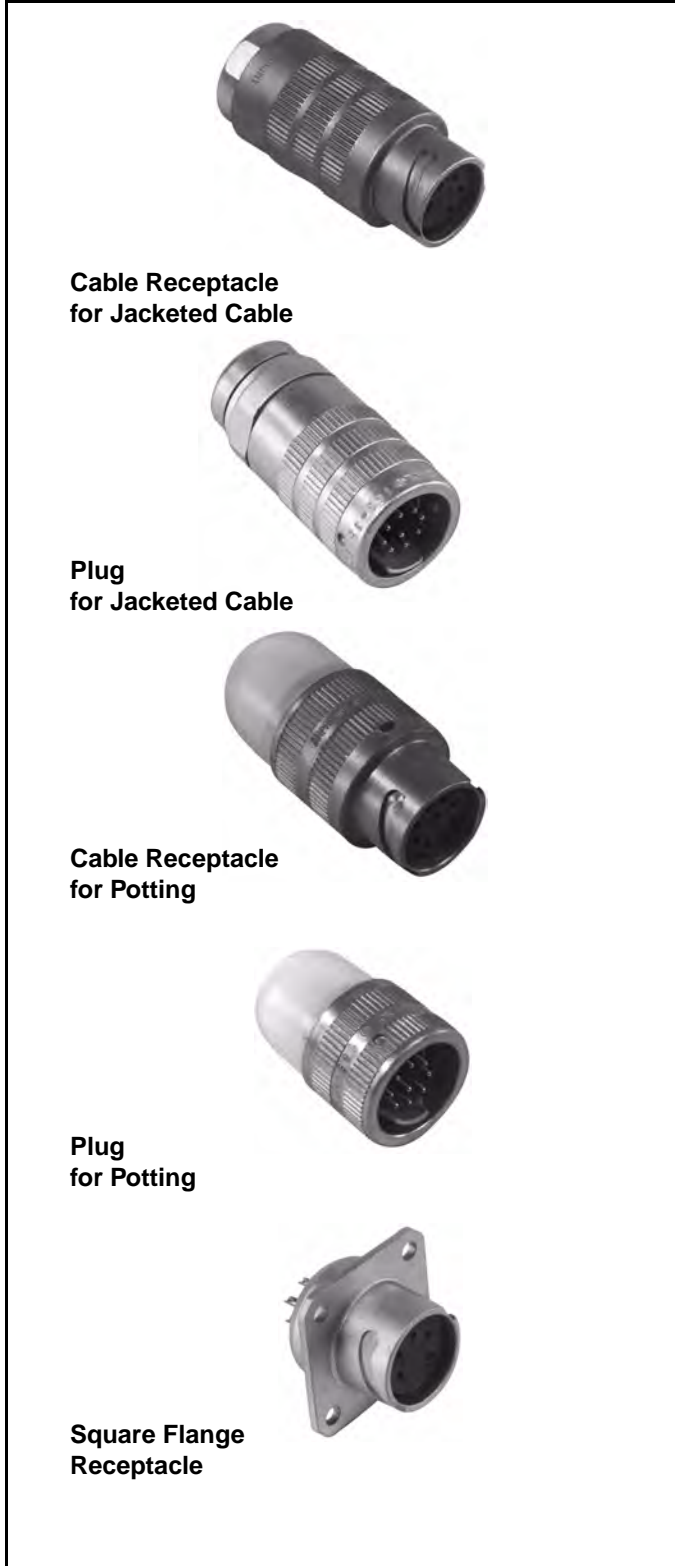 Cable Receptacle
for Jacketed Cable
Plug
for Jacketed Cable
Cable Receptacle
for Potting
Plug
for Potting
Square Flange
Receptacle